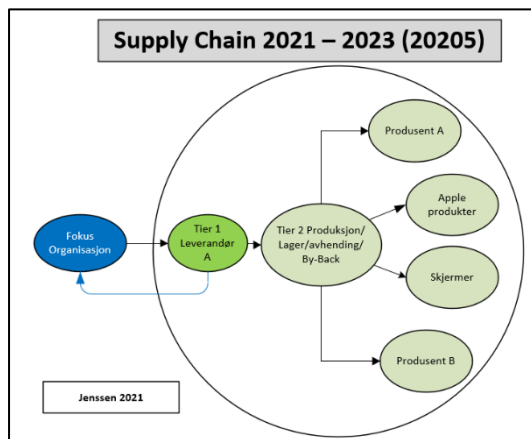 Supply Chain 2021 – 2023 (20205)
Produsent A
Apple
produkter
Fokus
Organisasjon
Tier 1
Leverandør
A
Tier 2 Produksjon/
Lager/avhending/
By-Back
Skjermer
Produsent B
Jenssen 2021